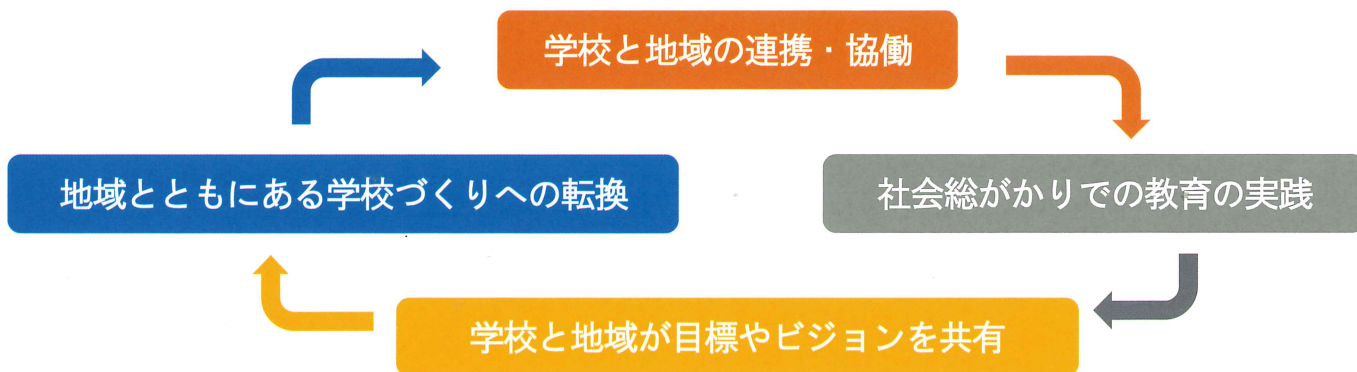 学校と地域の連携・協働
地域とともにある学校づくりへの転換
社会総がかりでの教育の実践
学校と地域が目標やビジョンを共有